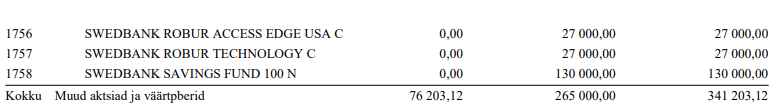 1756 SWEDBANK ROBUR ACCESS EDGE USA C 0,00 27 000,00 27 000,00
1757 SWEDBANK ROBUR TECHNOLOGY C 0,00 27 000,00 27 000,00
1758 SWEDBANK SAVINGS FUND 100 N 0,00 130 000,00 130 000,00
Kokku Muud aktsiad ja väärtpberid 76 203,12 265 000,00 341 203,12